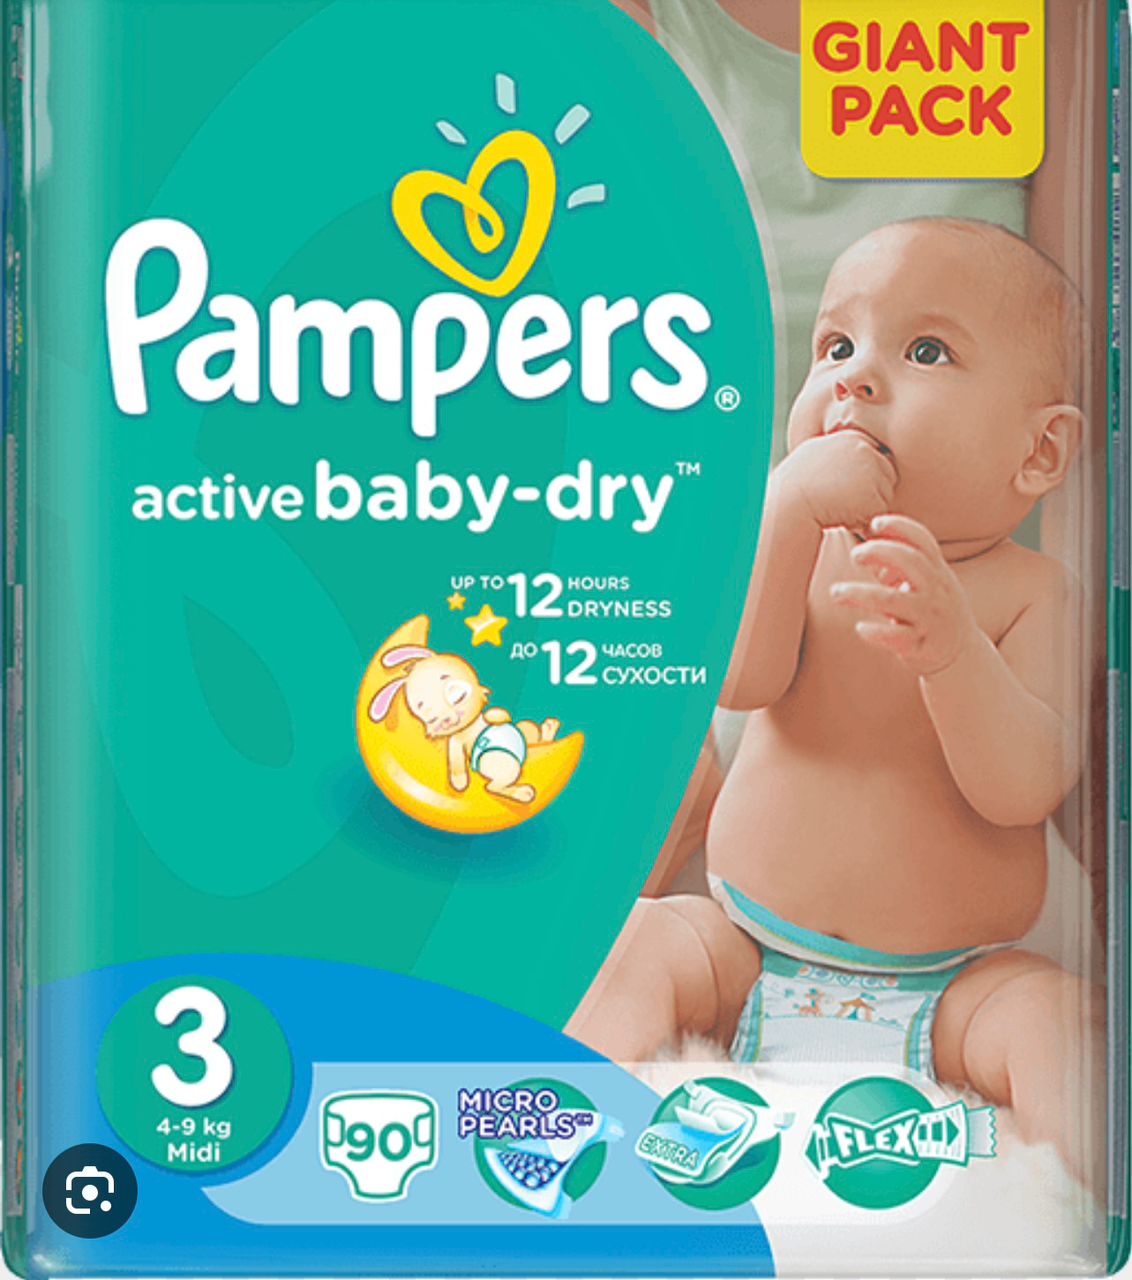 GIANT
PACK
Pampers®
active baby-dry™
UP TO 12 HOURS
DRYNESS
ДО 12 ЧАСОВ
СУХОСТИ
3
4-9 kg
Midi
90
MICRO
PEARLS™
EXTRA
FLEX